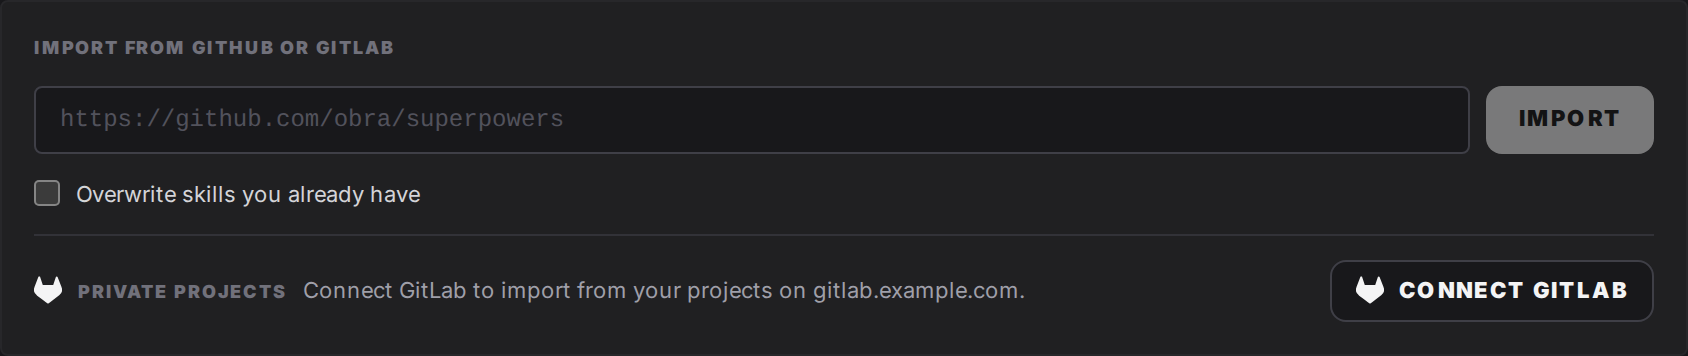 IMPORT FROM GITHUB OR GITLAB
https://github.com/obra/superpowers
IMPORT
Overwrite skills you already have
PRIVATE PROJECTS Connect GitLab to import from your projects on gitlab.example.com.
CONNECT GITLAB